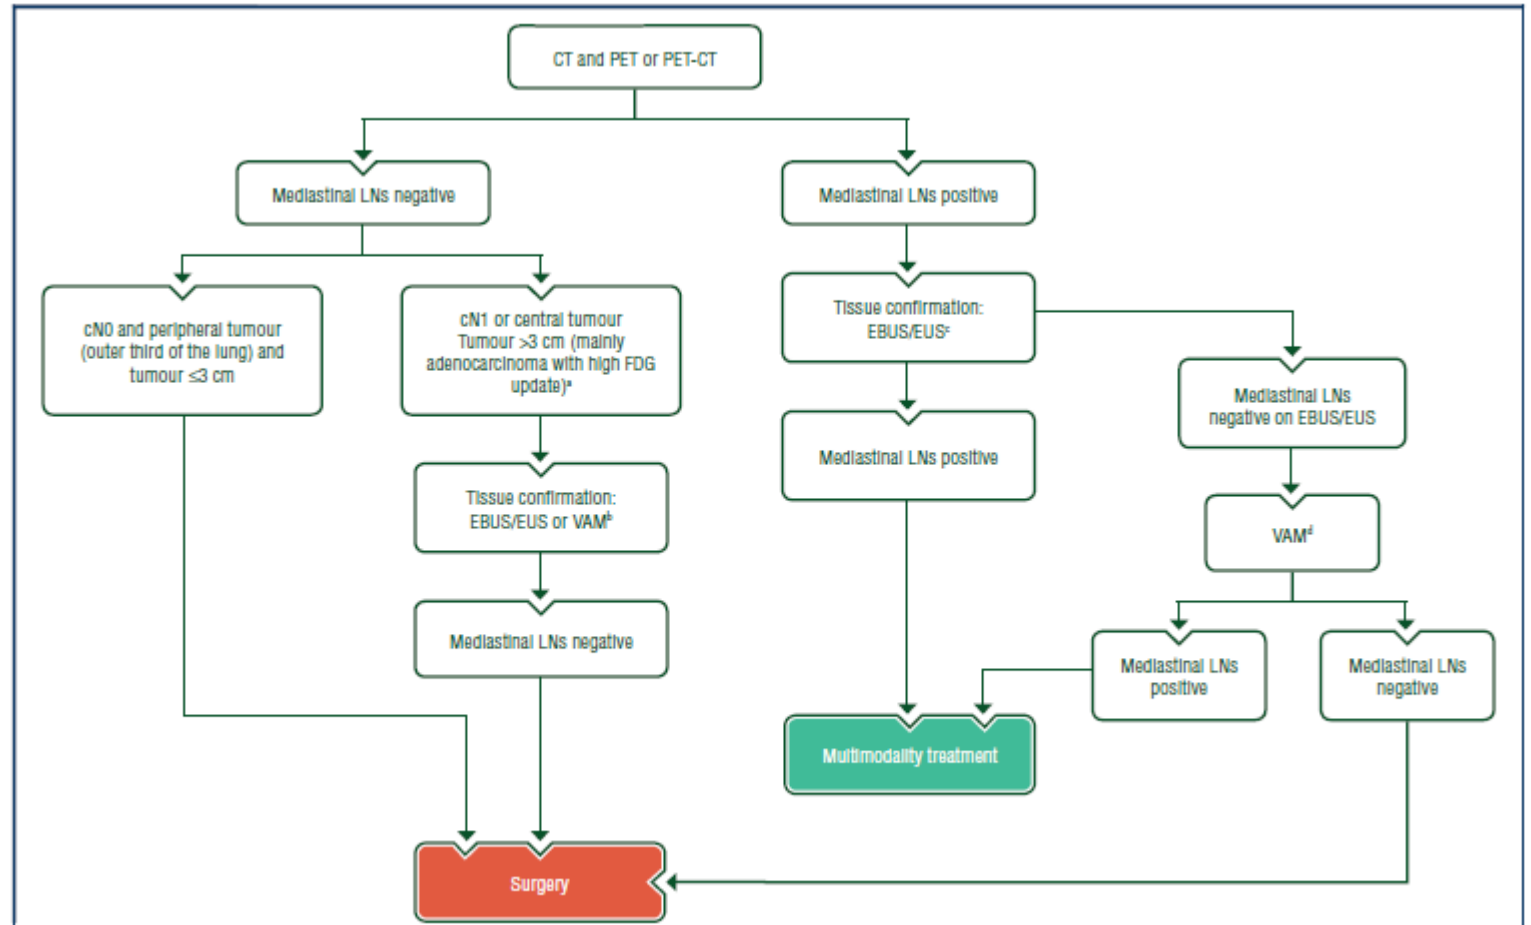 CT and PET or PET-CT
Mediastinal LNs negative
Mediastinal LNs positive
cN0 and peripheral tumour
(outer third of the lung) and
tumour ≤3 cm
cN1 or central tumour
Tumour >3 cm (mainly
adenocarcinoma with high FDG
update)ᵃ
Tissue confirmation:
EBUS/EUSᶜ
Mediastinal LNs
negative on EBUS/EUS
Mediastinal LNs positive
Tissue confirmation:
EBUS/EUS or VAMᵇ
VAMᵈ
Mediastinal LNs negative
Mediastinal LNs
positive
Mediastinal LNs
negative
Multimodality treatment
Surgery